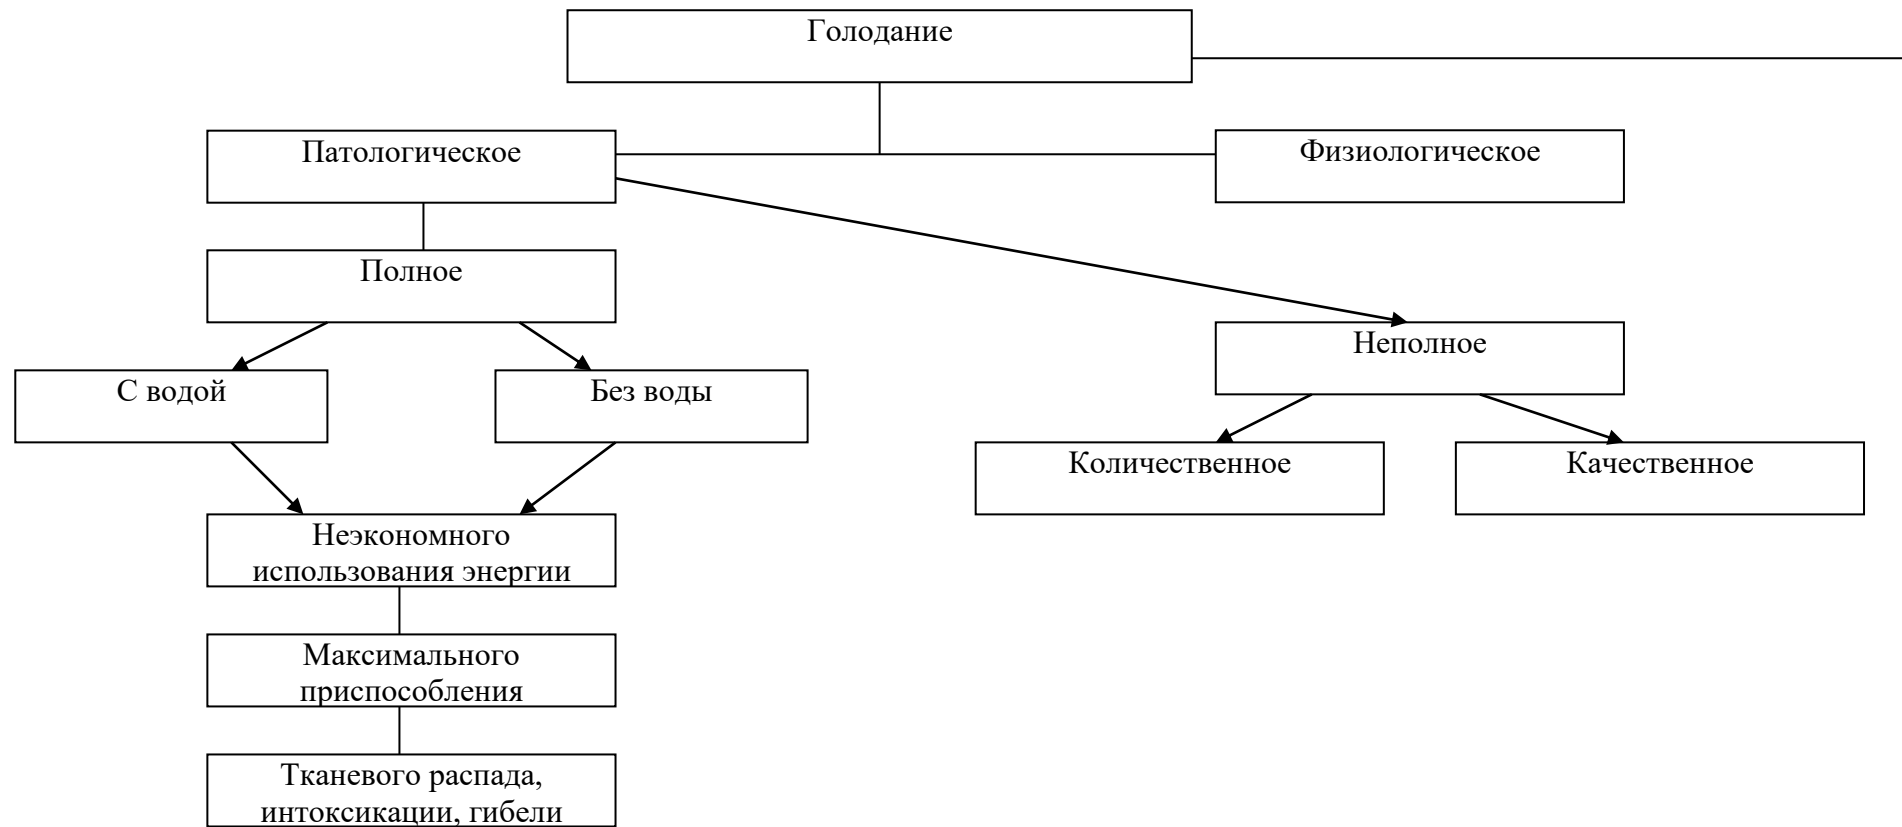 Голодание
Патологическое
Физиологическое
Полное
Неполное
С водой
Без воды
Количественное
Качественное
Неэкономного
использования энергии
Максимального
приспособления
Тканевого распада,
интоксикации, гибели